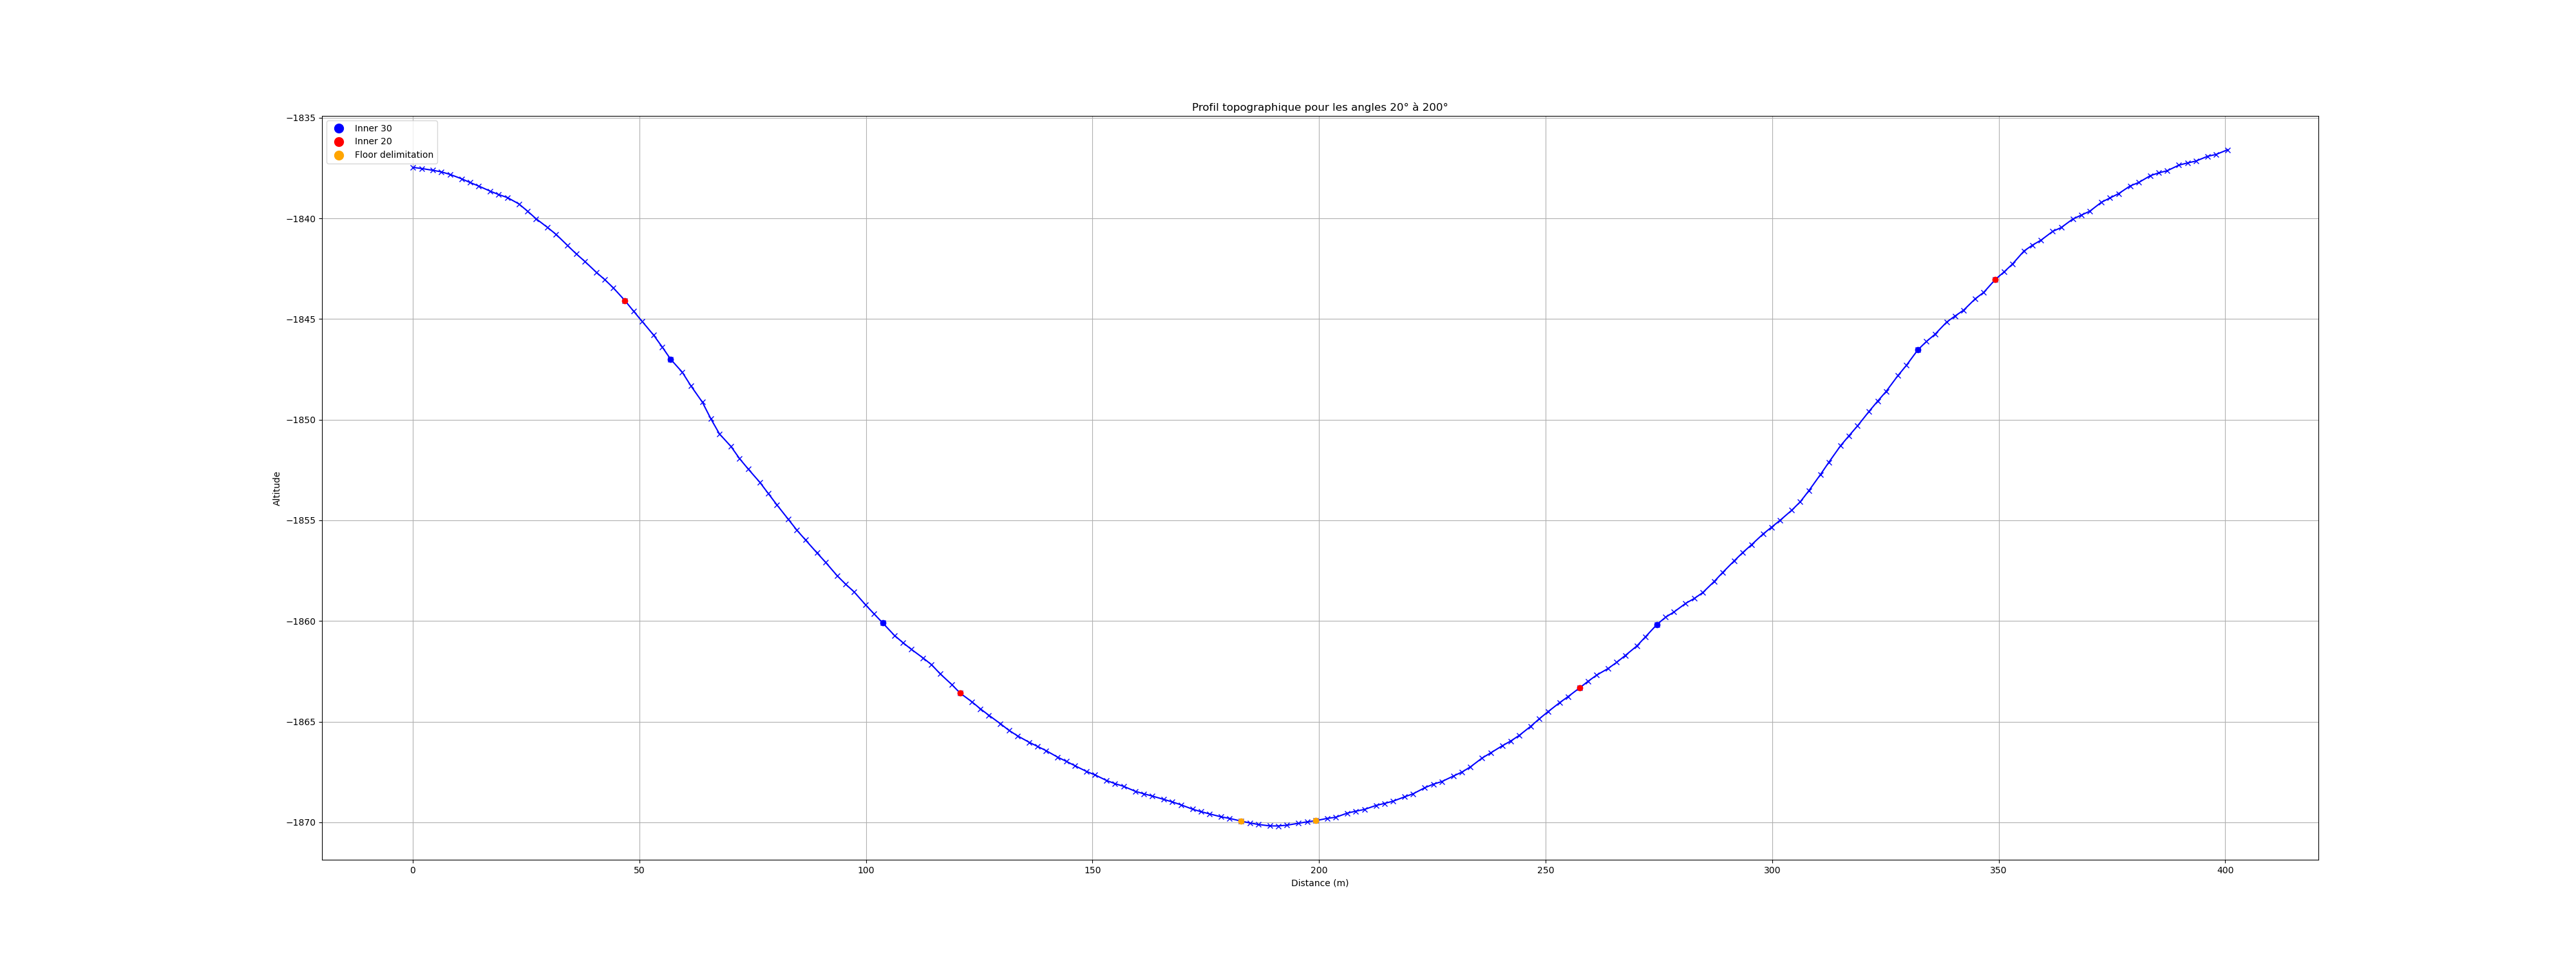 Profil topographique pour les angles 20° à 200°
Inner 30
Inner 20
Floor delimitation
−1835
−1840
−1845
−1850
−1855
−1860
−1865
−1870
Altitude
0 50 100 150 200 250 300 350 400
Distance (m)